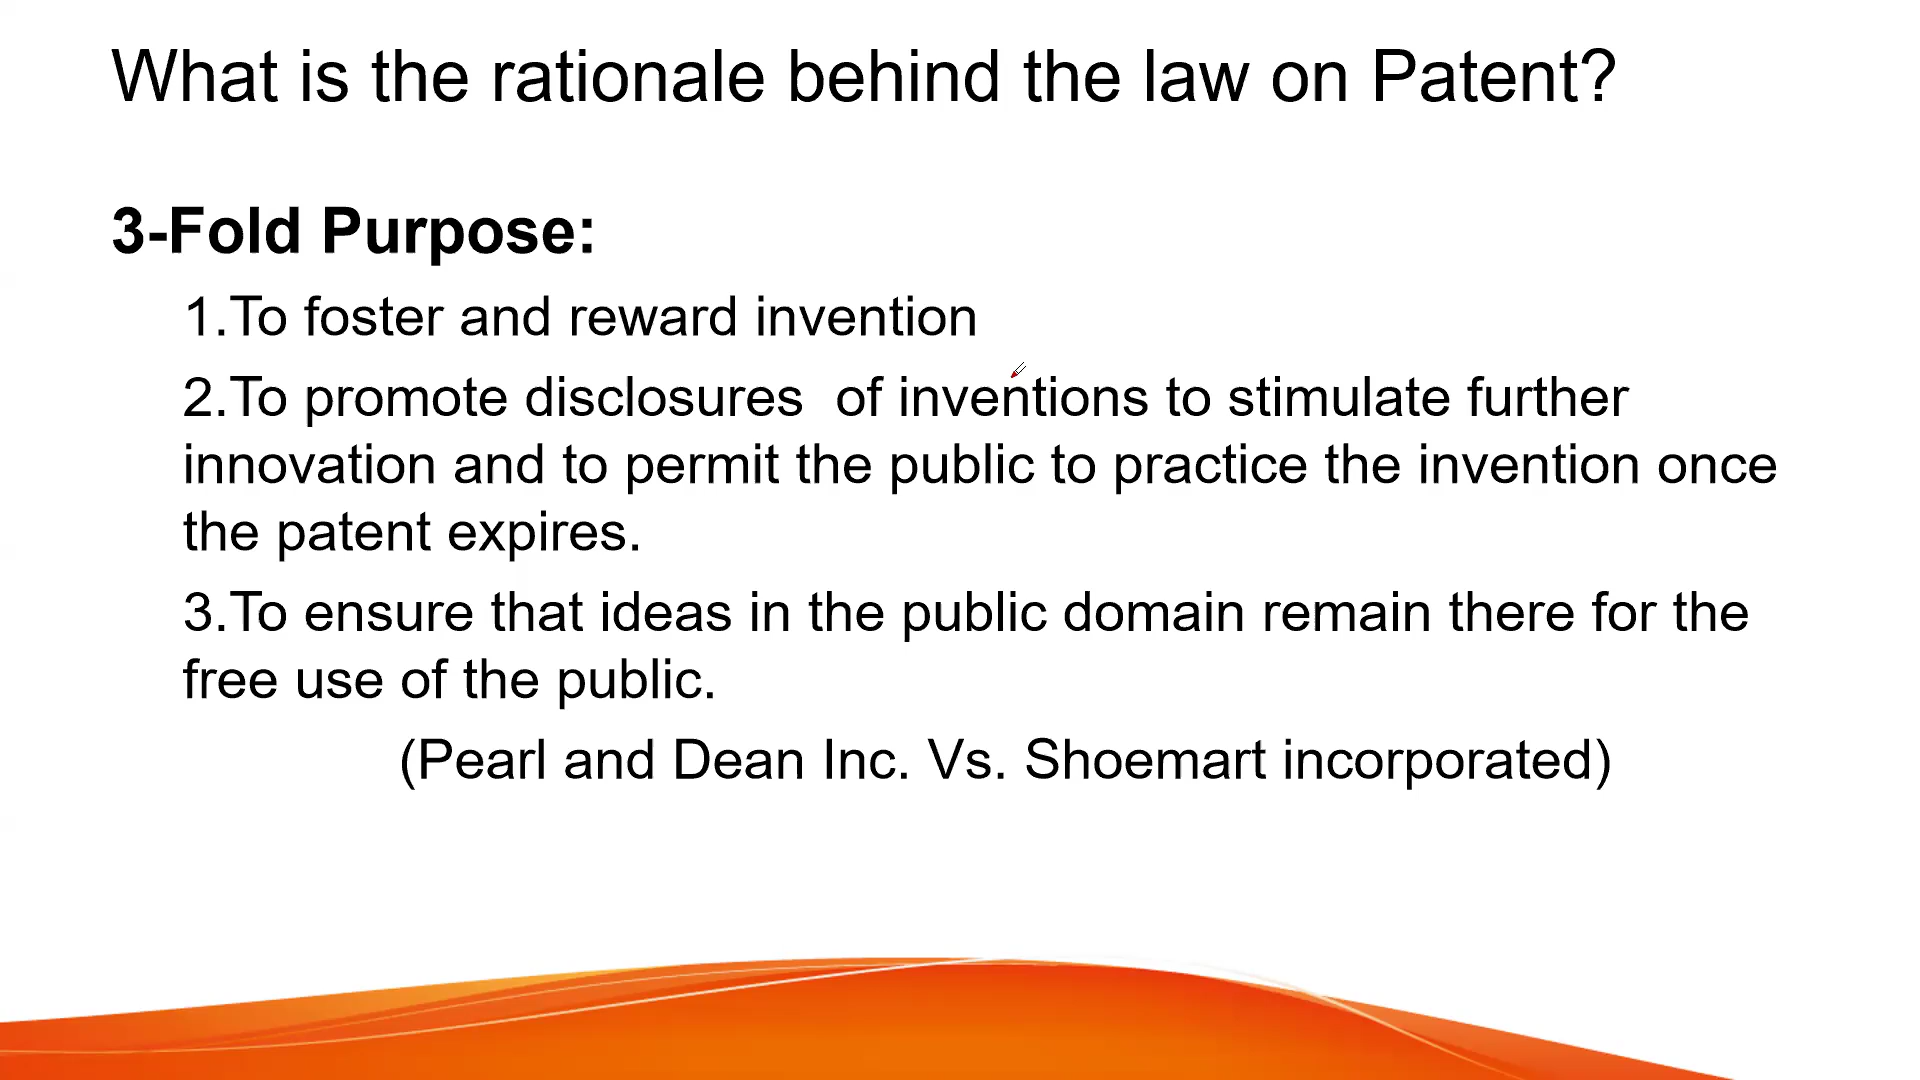 What is the rationale behind the law on Patent?
3-Fold Purpose:
1.To foster and reward invention
2.To promote disclosures  of inventions to stimulate further
innovation and to permit the public to practice the invention once
the patent expires.
3.To ensure that ideas in the public domain remain there for the
free use of the public.
(Pearl and Dean Inc. Vs. Shoemart incorporated)